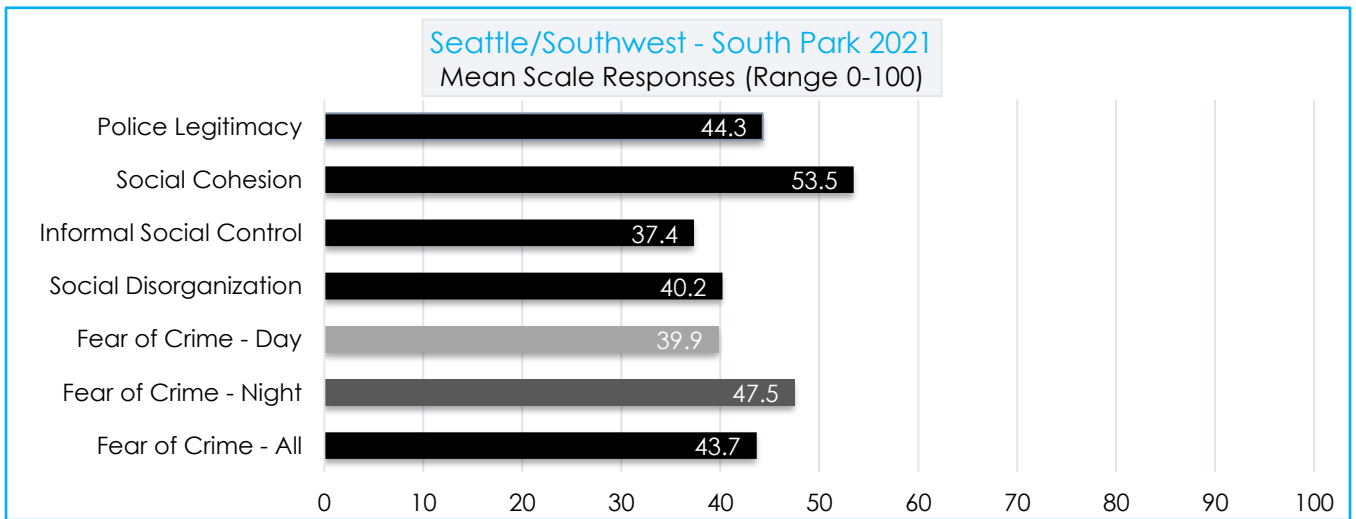 Seattle/Southwest - South Park 2021
Mean Scale Responses (Range 0-100)
Police Legitimacy 44.3
Social Cohesion 53.5
Informal Social Control 37.4
Social Disorganization 40.2
Fear of Crime - Day 39.9
Fear of Crime - Night 47.5
Fear of Crime - All 43.7
0 10 20 30 40 50 60 70 80 90 100